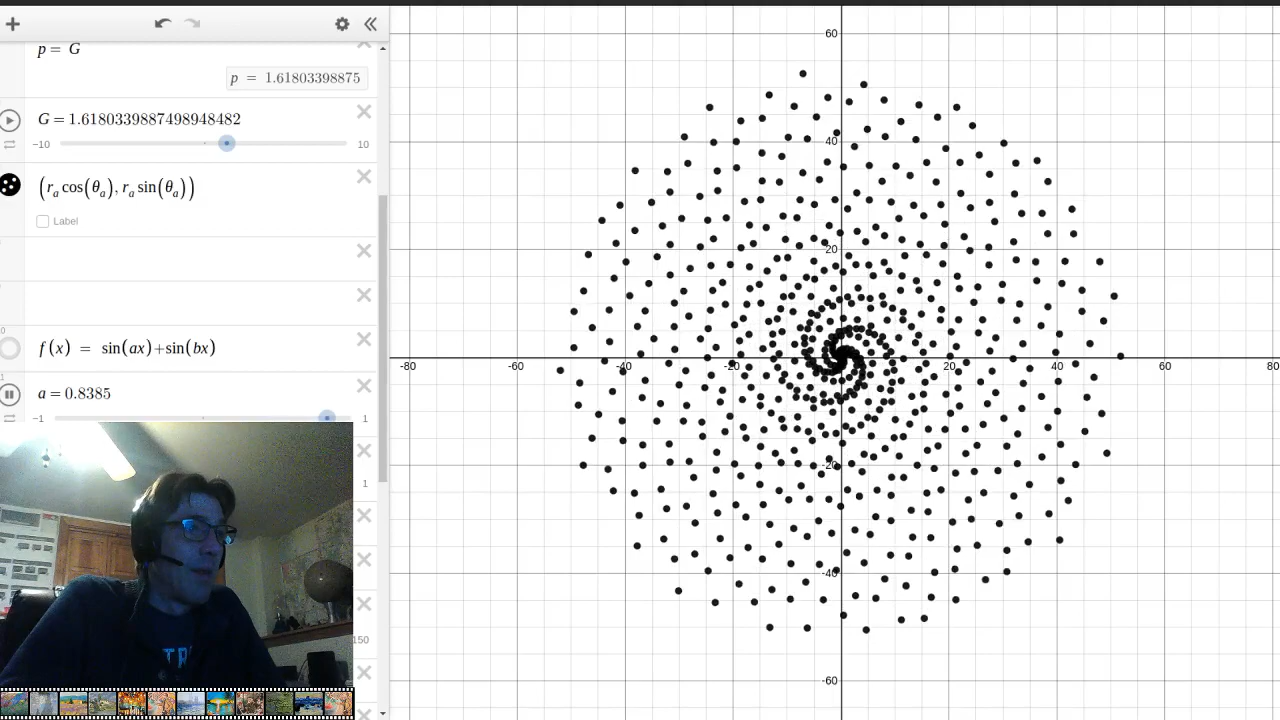 p = G
p = 1.61803398875
G = 1.6180339887498948482
−10
10
(r_a cos(θ_a), r_a sin(θ_a))
Label
f(x) = sin(ax)+sin(bx)
a = 0.8385
−1
1
1
150
60
40
20
-80
-60
-40
-20
20
40
60
80
-20
-40
-60